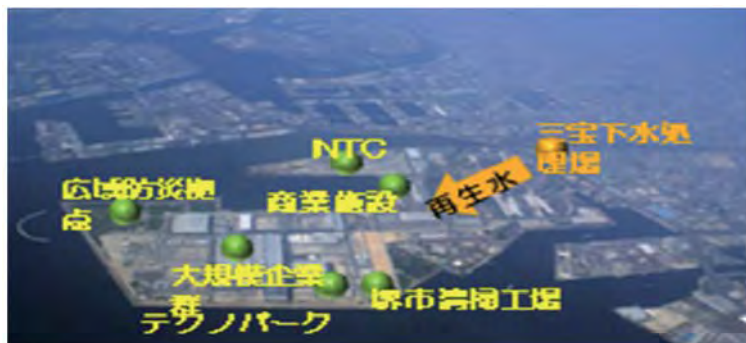 NTC
三宝下水処
理場
広域防災拠
点
商業施設
再生水
大規模企業
群
堺市清掃工場
テクノパーク